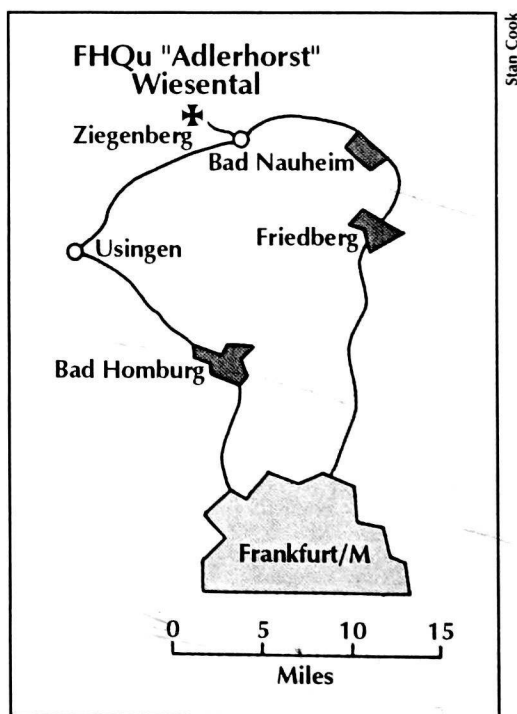 Stan Cook
FHQu "Adlerhorst"
Wiesental
Ziegenberg
Bad Nauheim
Usingen
Friedberg
Bad Homburg
Frankfurt/M
0 5 10 15
Miles